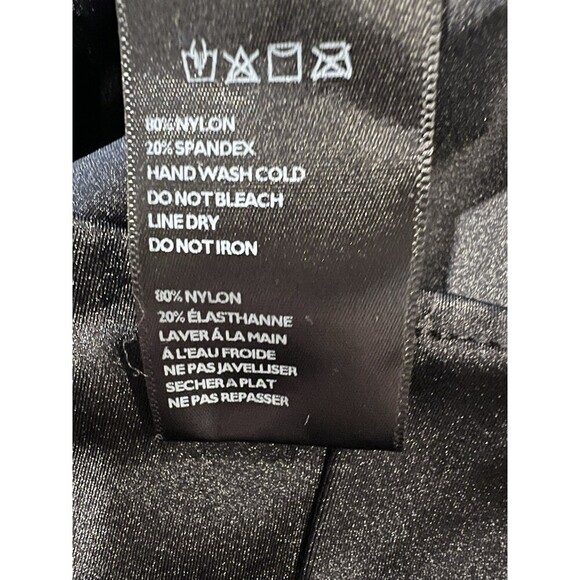 80% NYLON
20% SPANDEX
HAND WASH COLD
DO NOT BLEACH
LINE DRY
DO NOT IRON
80% NYLON
20% ÉLASTHANNE
LAVER Á LA MAIN
Á L'EAU FROIDE
NE PAS JAVELLISER
SECHER A PLAT
NE PAS REPASSER